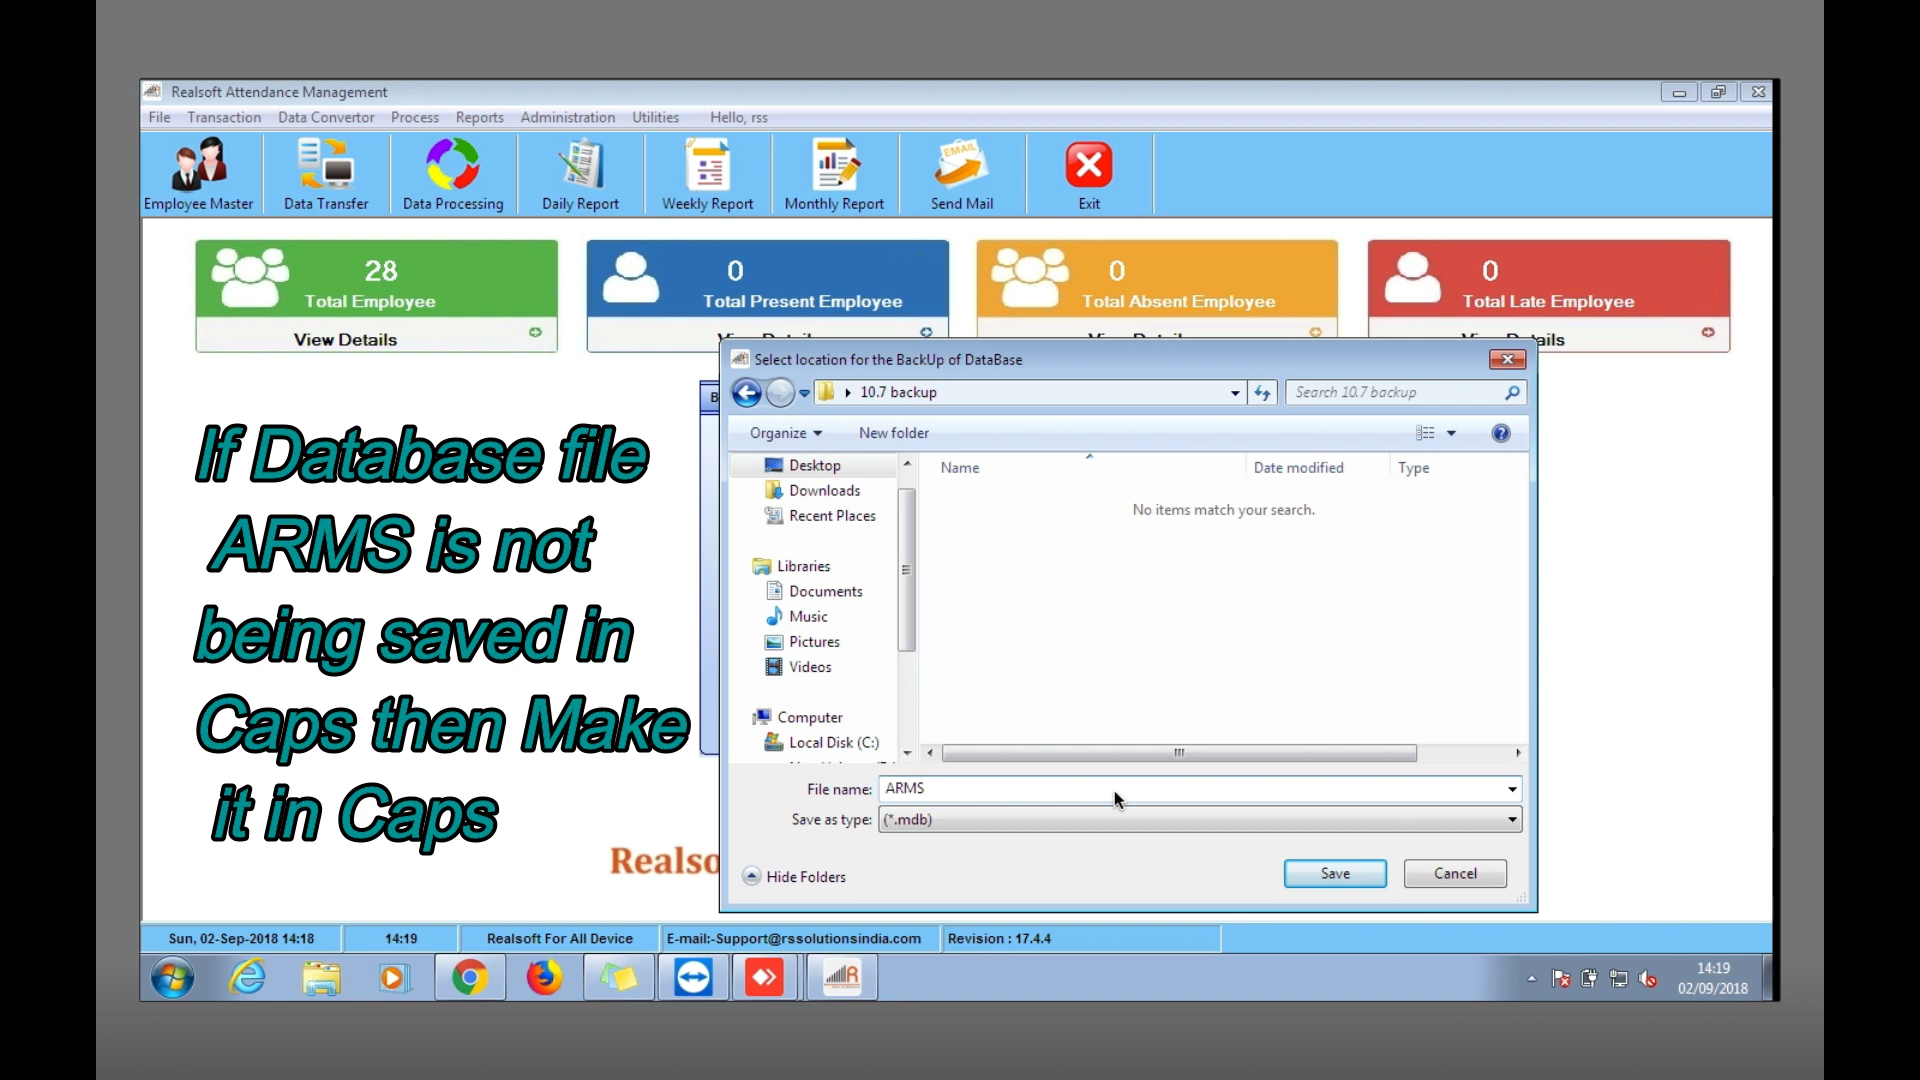 Realsoft Attendance Management
File Transaction Data Convertor Process Reports Administration Utilities Hello, rss
EMAIL
Employee Master Data Transfer Data Processing Daily Report Weekly Report Monthly Report Send Mail Exit
28 0 0 0
Total Employee Total Present Employee Total Absent Employee Total Late Employee
View Details
Select location for the BackUp of DataBase
10.7 backup Search 10.7 backup
Organize New folder
Name Date modified Type
No items match your search.
Desktop
Downloads
Recent Places
Libraries
Documents
Music
Pictures
Videos
Computer
Local Disk (C:)
File name: ARMS
Save as type: (*.mdb)
Hide Folders Save Cancel
If Database file
ARMS is not
being saved in
Caps then Make
it in Caps
Sun, 02-Sep-2018 14:18 14:19 Realsoft For All Device E-mail:-Support@rssolutionsindia.com Revision : 17.4.4
14:19
02/09/2018